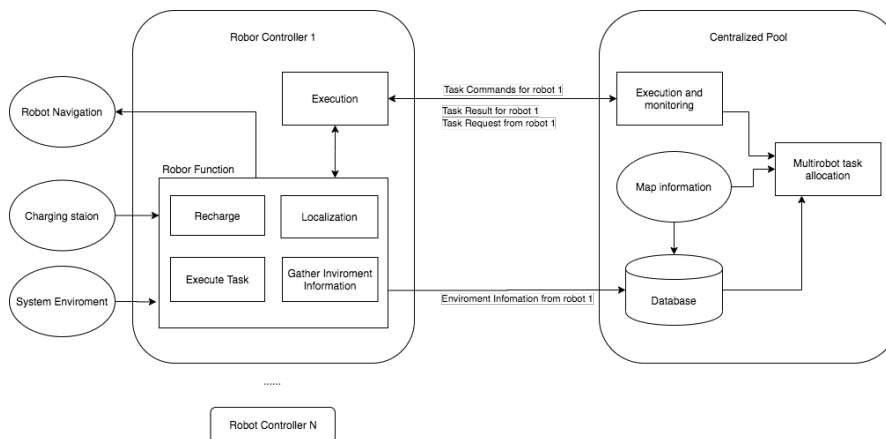 Robor Controller 1
Centralized Pool
Robot Navigation
Execution
Task Commands for robot 1
Task Result for robot 1
Task Request from robot 1
Execution and
monitoring
Multirobot task
allocation
Robor Function
Map information
Charging staion
Recharge
Localization
System Enviroment
Execute Task
Gather Inviroment
Information
Enviroment Infomation from robot 1
Database
......
Robot Controller N